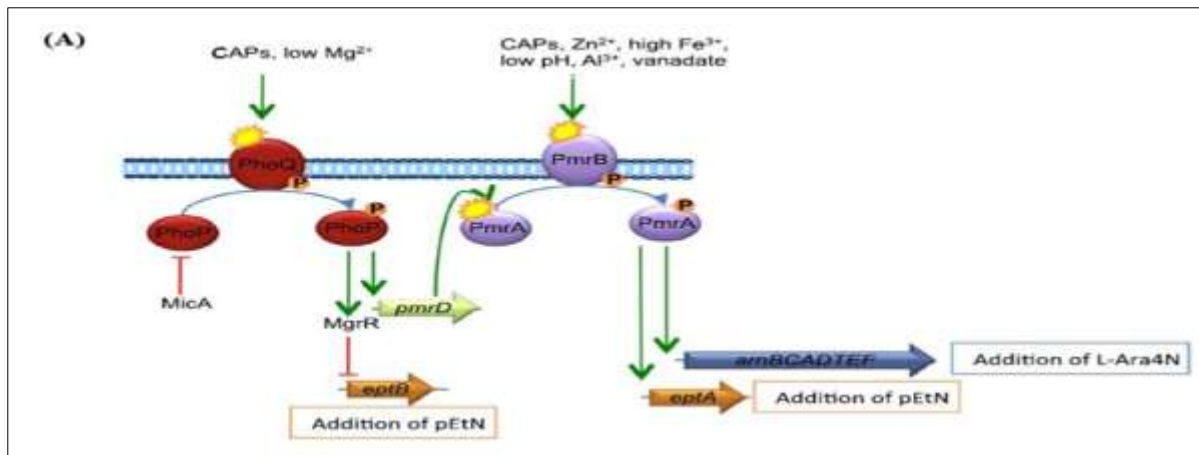 (A)
CAPs, low Mg²⁺
CAPs, Zn²⁺, high Fe³⁺,
low pH, Al³⁺, vanadate
PhoQ
PmrB
P
P
P
P
PhoP
PhoP
PmrA
PmrA
MicA
pmrD
MgrR
arnBCADTEF
Addition of L-Ara4N
eptB
eptA
Addition of pEtN
Addition of pEtN